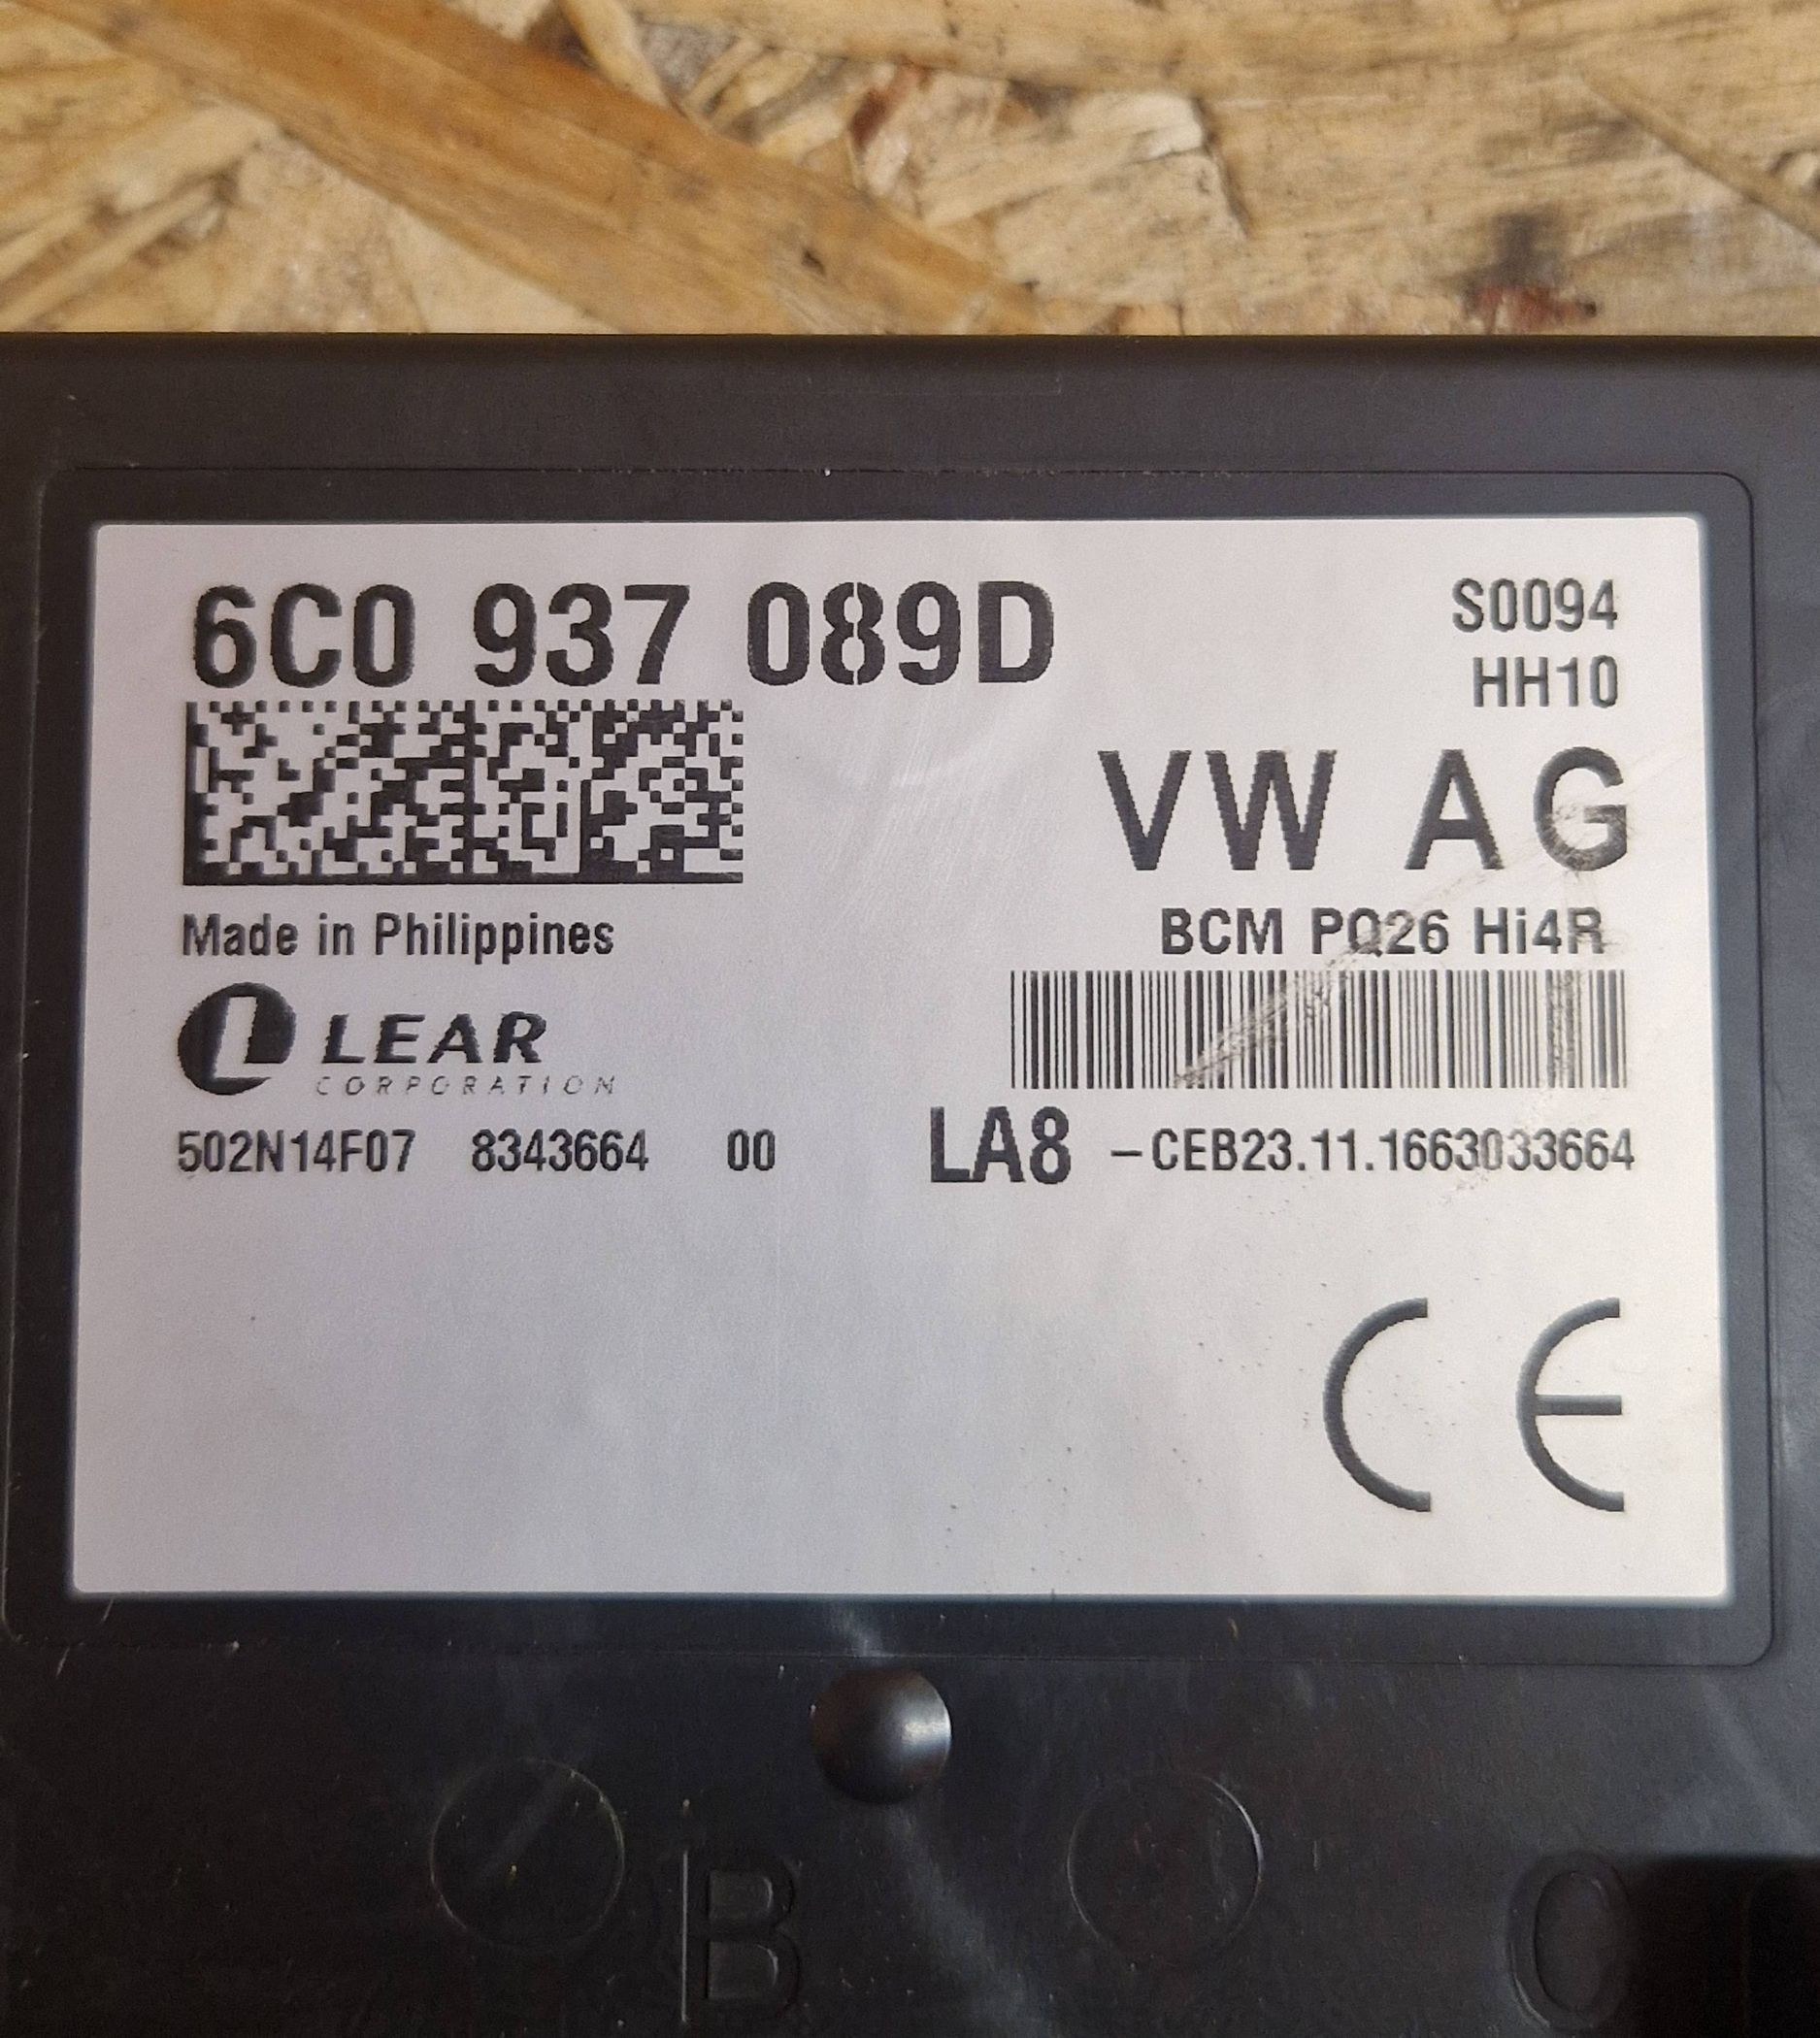 6C0 937 089D
S0094
HH10
VW AG
Made in Philippines
BCM PQ26 Hi4R
LEAR
CORPORATION
502N14F07 8343664 00
LA8 -CEB23.11.1663033664
CE
B